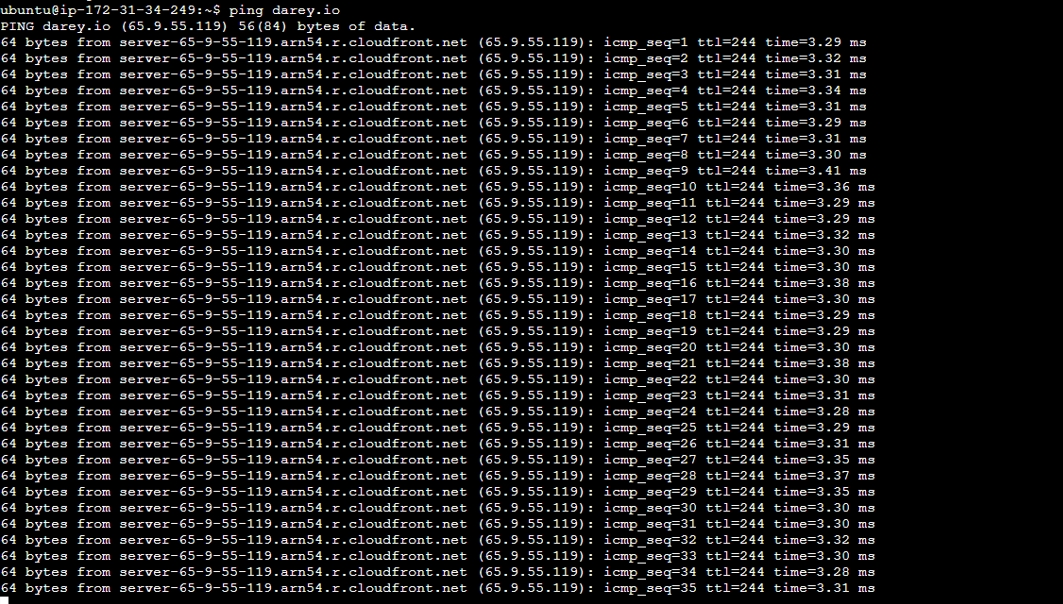 ubuntu@ip-172-31-34-249:~$ ping darey.io
PING darey.io (65.9.55.119) 56(84) bytes of data.
64 bytes from server-65-9-55-119.arn54.r.cloudfront.net (65.9.55.119): icmp_seq=1 ttl=244 time=3.29 ms
64 bytes from server-65-9-55-119.arn54.r.cloudfront.net (65.9.55.119): icmp_seq=2 ttl=244 time=3.32 ms
64 bytes from server-65-9-55-119.arn54.r.cloudfront.net (65.9.55.119): icmp_seq=3 ttl=244 time=3.31 ms
64 bytes from server-65-9-55-119.arn54.r.cloudfront.net (65.9.55.119): icmp_seq=4 ttl=244 time=3.34 ms
64 bytes from server-65-9-55-119.arn54.r.cloudfront.net (65.9.55.119): icmp_seq=5 ttl=244 time=3.31 ms
64 bytes from server-65-9-55-119.arn54.r.cloudfront.net (65.9.55.119): icmp_seq=6 ttl=244 time=3.29 ms
64 bytes from server-65-9-55-119.arn54.r.cloudfront.net (65.9.55.119): icmp_seq=7 ttl=244 time=3.31 ms
64 bytes from server-65-9-55-119.arn54.r.cloudfront.net (65.9.55.119): icmp_seq=8 ttl=244 time=3.30 ms
64 bytes from server-65-9-55-119.arn54.r.cloudfront.net (65.9.55.119): icmp_seq=9 ttl=244 time=3.41 ms
64 bytes from server-65-9-55-119.arn54.r.cloudfront.net (65.9.55.119): icmp_seq=10 ttl=244 time=3.36 ms
64 bytes from server-65-9-55-119.arn54.r.cloudfront.net (65.9.55.119): icmp_seq=11 ttl=244 time=3.29 ms
64 bytes from server-65-9-55-119.arn54.r.cloudfront.net (65.9.55.119): icmp_seq=12 ttl=244 time=3.29 ms
64 bytes from server-65-9-55-119.arn54.r.cloudfront.net (65.9.55.119): icmp_seq=13 ttl=244 time=3.32 ms
64 bytes from server-65-9-55-119.arn54.r.cloudfront.net (65.9.55.119): icmp_seq=14 ttl=244 time=3.30 ms
64 bytes from server-65-9-55-119.arn54.r.cloudfront.net (65.9.55.119): icmp_seq=15 ttl=244 time=3.30 ms
64 bytes from server-65-9-55-119.arn54.r.cloudfront.net (65.9.55.119): icmp_seq=16 ttl=244 time=3.38 ms
64 bytes from server-65-9-55-119.arn54.r.cloudfront.net (65.9.55.119): icmp_seq=17 ttl=244 time=3.30 ms
64 bytes from server-65-9-55-119.arn54.r.cloudfront.net (65.9.55.119): icmp_seq=18 ttl=244 time=3.29 ms
64 bytes from server-65-9-55-119.arn54.r.cloudfront.net (65.9.55.119): icmp_seq=19 ttl=244 time=3.29 ms
64 bytes from server-65-9-55-119.arn54.r.cloudfront.net (65.9.55.119): icmp_seq=20 ttl=244 time=3.30 ms
64 bytes from server-65-9-55-119.arn54.r.cloudfront.net (65.9.55.119): icmp_seq=21 ttl=244 time=3.38 ms
64 bytes from server-65-9-55-119.arn54.r.cloudfront.net (65.9.55.119): icmp_seq=22 ttl=244 time=3.30 ms
64 bytes from server-65-9-55-119.arn54.r.cloudfront.net (65.9.55.119): icmp_seq=23 ttl=244 time=3.31 ms
64 bytes from server-65-9-55-119.arn54.r.cloudfront.net (65.9.55.119): icmp_seq=24 ttl=244 time=3.28 ms
64 bytes from server-65-9-55-119.arn54.r.cloudfront.net (65.9.55.119): icmp_seq=25 ttl=244 time=3.29 ms
64 bytes from server-65-9-55-119.arn54.r.cloudfront.net (65.9.55.119): icmp_seq=26 ttl=244 time=3.31 ms
64 bytes from server-65-9-55-119.arn54.r.cloudfront.net (65.9.55.119): icmp_seq=27 ttl=244 time=3.35 ms
64 bytes from server-65-9-55-119.arn54.r.cloudfront.net (65.9.55.119): icmp_seq=28 ttl=244 time=3.37 ms
64 bytes from server-65-9-55-119.arn54.r.cloudfront.net (65.9.55.119): icmp_seq=29 ttl=244 time=3.35 ms
64 bytes from server-65-9-55-119.arn54.r.cloudfront.net (65.9.55.119): icmp_seq=30 ttl=244 time=3.30 ms
64 bytes from server-65-9-55-119.arn54.r.cloudfront.net (65.9.55.119): icmp_seq=31 ttl=244 time=3.30 ms
64 bytes from server-65-9-55-119.arn54.r.cloudfront.net (65.9.55.119): icmp_seq=32 ttl=244 time=3.32 ms
64 bytes from server-65-9-55-119.arn54.r.cloudfront.net (65.9.55.119): icmp_seq=33 ttl=244 time=3.30 ms
64 bytes from server-65-9-55-119.arn54.r.cloudfront.net (65.9.55.119): icmp_seq=34 ttl=244 time=3.28 ms
64 bytes from server-65-9-55-119.arn54.r.cloudfront.net (65.9.55.119): icmp_seq=35 ttl=244 time=3.31 ms